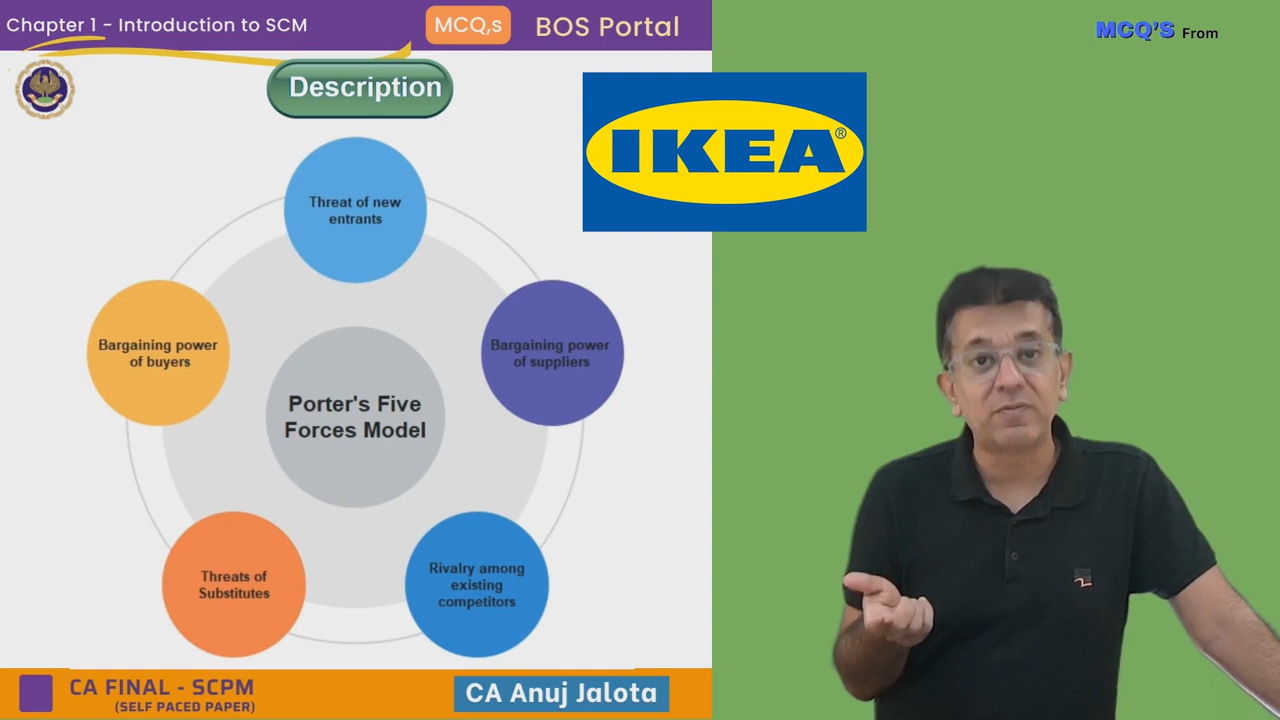 Chapter 1 - Introduction to SCM
MCQ,s
BOS Portal
MCQ'S From
Description
IKEA®
Threat of new
entrants
Bargaining power
of buyers
Bargaining power
of suppliers
Porter's Five
Forces Model
Threats of
Substitutes
Rivalry among
existing
competitors
CA FINAL - SCPM
(SELF PACED PAPER)
CA Anuj Jalota